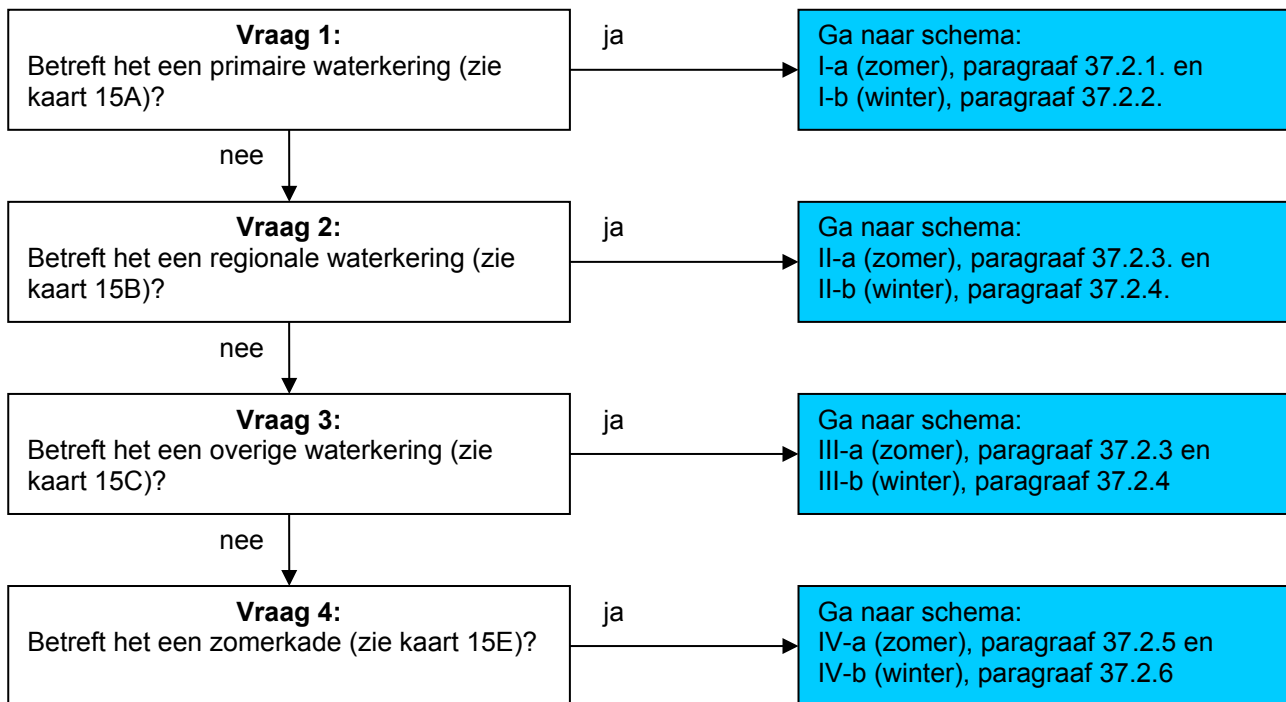 Vraag 1:
Betreft het een primaire waterkering (zie
kaart 15A)?
ja
Ga naar schema:
I-a (zomer), paragraaf 37.2.1. en
I-b (winter), paragraaf 37.2.2.
nee
Vraag 2:
Betreft het een regionale waterkering (zie
kaart 15B)?
ja
Ga naar schema:
II-a (zomer), paragraaf 37.2.3. en
II-b (winter), paragraaf 37.2.4.
nee
Vraag 3:
Betreft het een overige waterkering (zie
kaart 15C)?
ja
Ga naar schema:
III-a (zomer), paragraaf 37.2.3 en
III-b (winter), paragraaf 37.2.4
nee
Vraag 4:
Betreft het een zomerkade (zie kaart 15E)?
ja
Ga naar schema:
IV-a (zomer), paragraaf 37.2.5 en
IV-b (winter), paragraaf 37.2.6